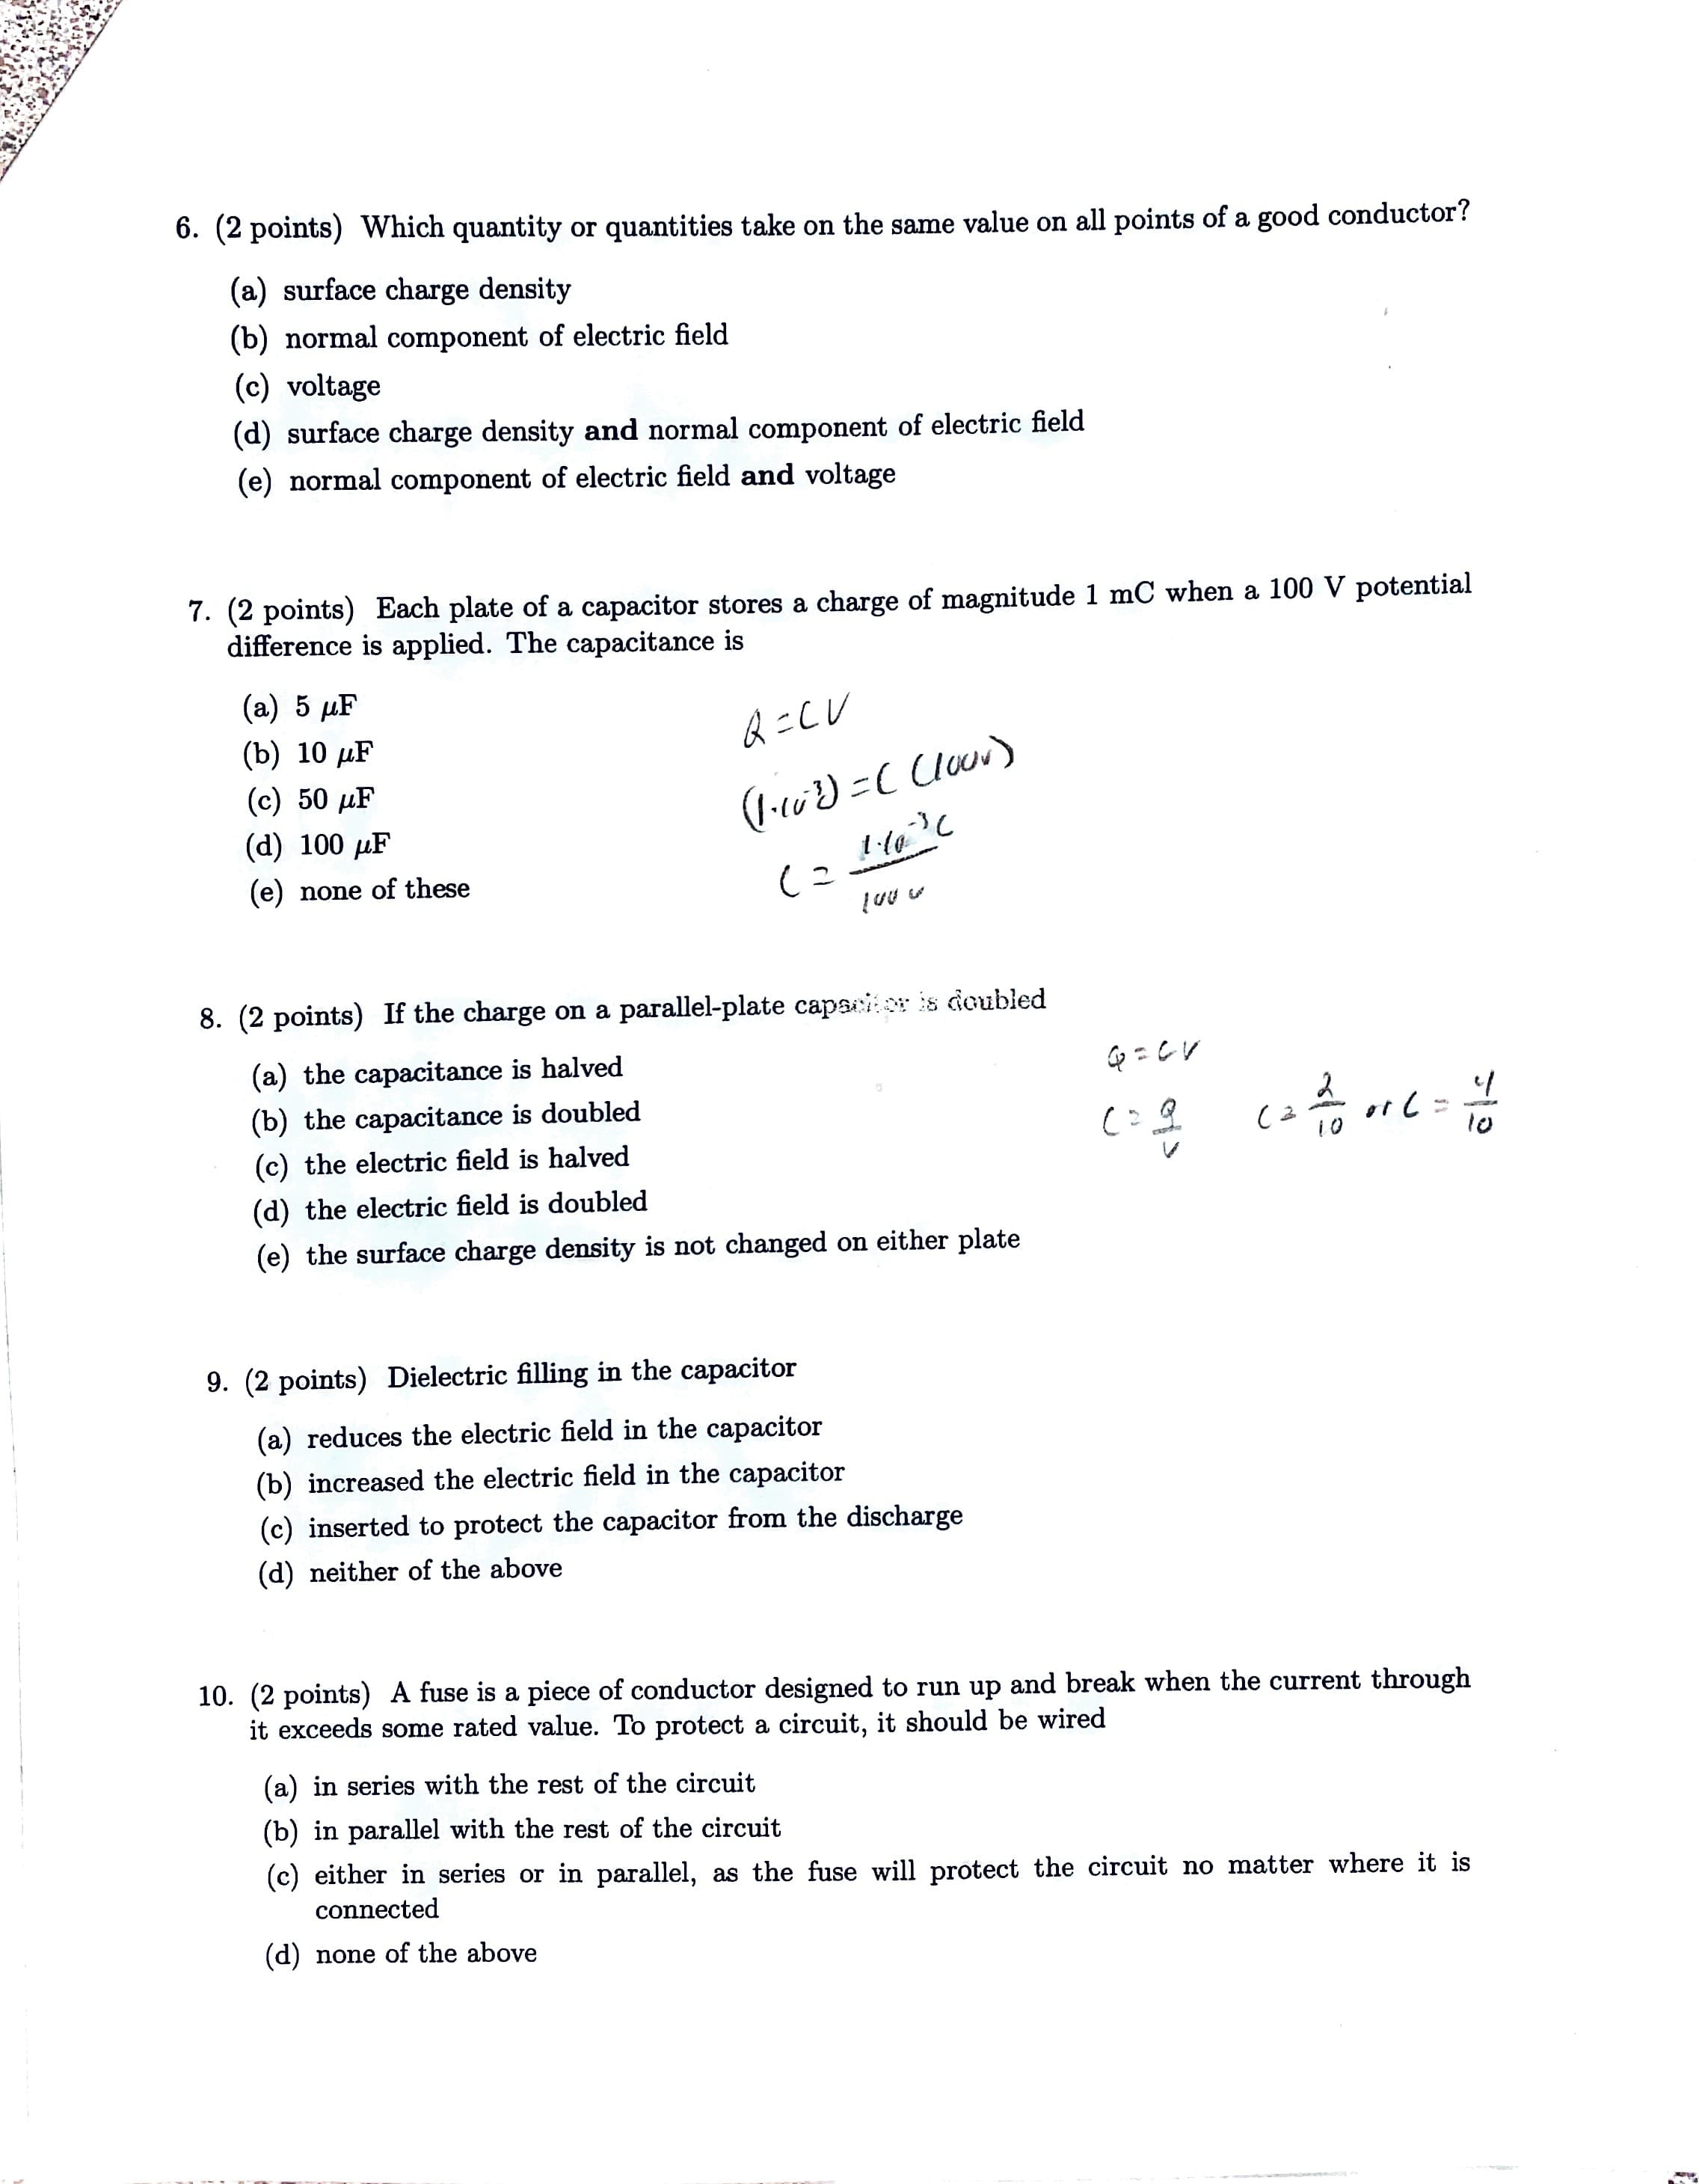 6. (2 points) Which quantity or quantities take on the same value on all points of a good conductor?
(a) surface charge density
(b) normal component of electric field
(c) voltage
(d) surface charge density and normal component of electric field
(e) normal component of electric field and voltage
7. (2 points) Each plate of a capacitor stores a charge of magnitude 1 mC when a 100 V potential
difference is applied. The capacitance is
(a) 5 μF
(b) 10 μF
(c) 50 μF
(d) 100 μF
(e) none of these
Q = CV
(1·10⁻³) = C (100V)
C = 1·10⁻³C / 100 V
8. (2 points) If the charge on a parallel-plate capacitor is doubled
(a) the capacitance is halved
(b) the capacitance is doubled
(c) the electric field is halved
(d) the electric field is doubled
(e) the surface charge density is not changed on either plate
Q = CV
C = Q/V C = 2/10 or C = 4/10
9. (2 points) Dielectric filling in the capacitor
(a) reduces the electric field in the capacitor
(b) increased the electric field in the capacitor
(c) inserted to protect the capacitor from the discharge
(d) neither of the above
10. (2 points) A fuse is a piece of conductor designed to run up and break when the current through
it exceeds some rated value. To protect a circuit, it should be wired
(a) in series with the rest of the circuit
(b) in parallel with the rest of the circuit
(c) either in series or in parallel, as the fuse will protect the circuit no matter where it is
connected
(d) none of the above